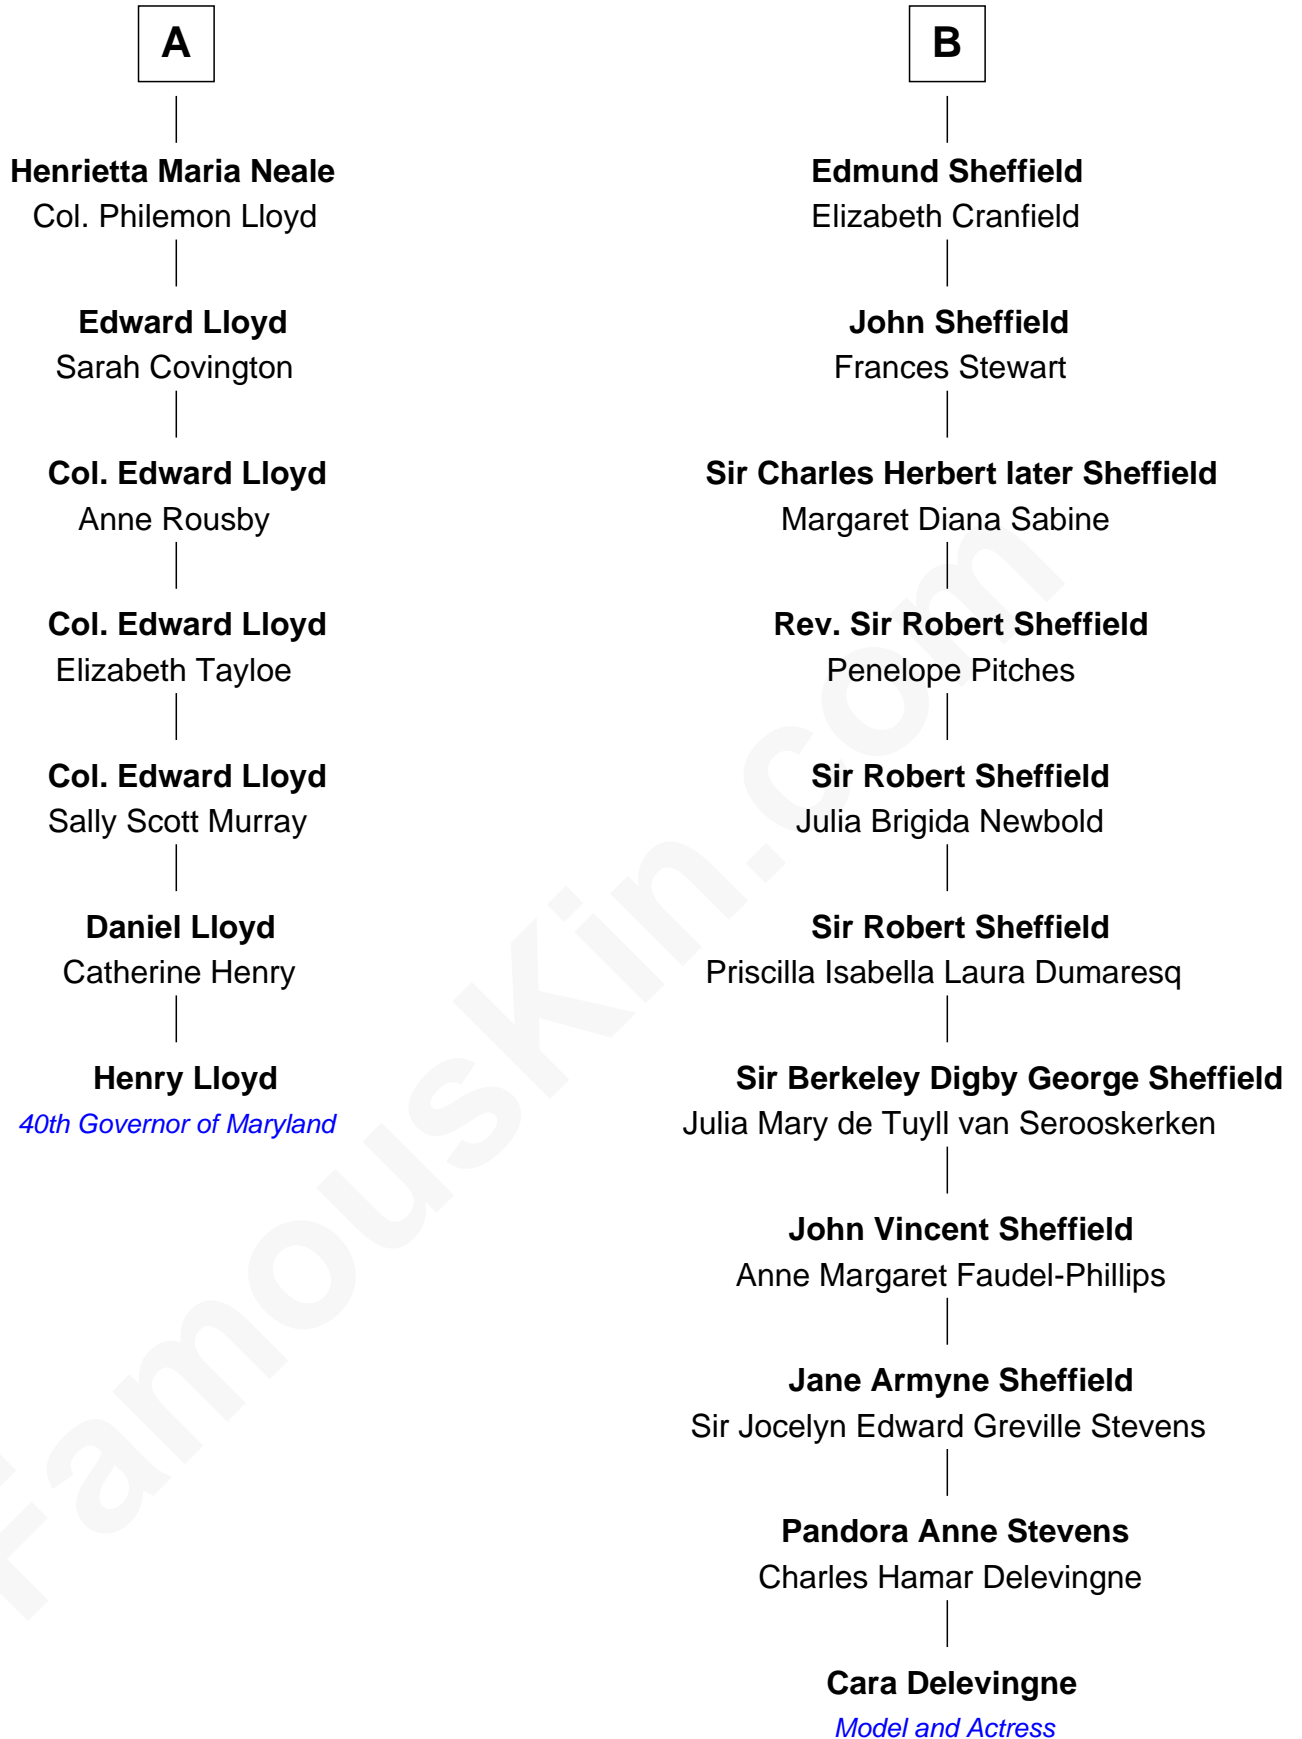 A
Henrietta Maria Neale
Col. Philemon Lloyd
Edward Lloyd
Sarah Covington
Col. Edward Lloyd
Anne Rousby
Col. Edward Lloyd
Elizabeth Tayloe
Col. Edward Lloyd
Sally Scott Murray
Daniel Lloyd
Catherine Henry
Henry Lloyd
40th Governor of Maryland
B
Edmund Sheffield
Elizabeth Cranfield
John Sheffield
Frances Stewart
Sir Charles Herbert later Sheffield
Margaret Diana Sabine
Rev. Sir Robert Sheffield
Penelope Pitches
Sir Robert Sheffield
Julia Brigida Newbold
Sir Robert Sheffield
Priscilla Isabella Laura Dumaresq
Sir Berkeley Digby George Sheffield
Julia Mary de Tuyll van Serooskerken
John Vincent Sheffield
Anne Margaret Faudel-Phillips
Jane Armyne Sheffield
Sir Jocelyn Edward Greville Stevens
Pandora Anne Stevens
Charles Hamar Delevingne
Cara Delevingne
Model and Actress
FamousKin.com